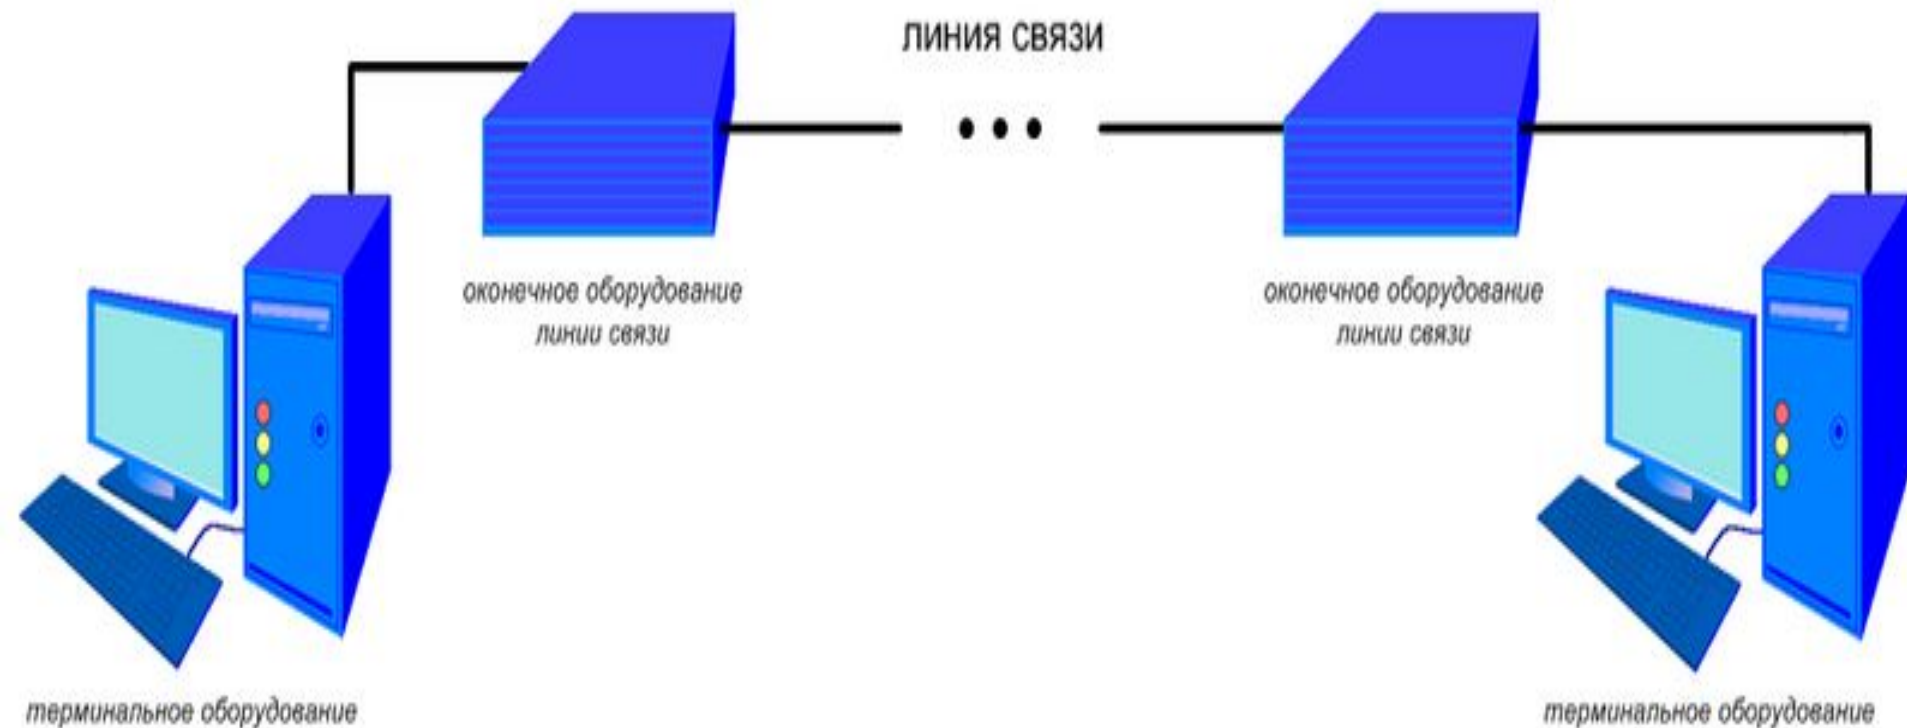 линия связи
оконечное оборудование
линии связи
оконечное оборудование
линии связи
терминальное оборудование
терминальное оборудование